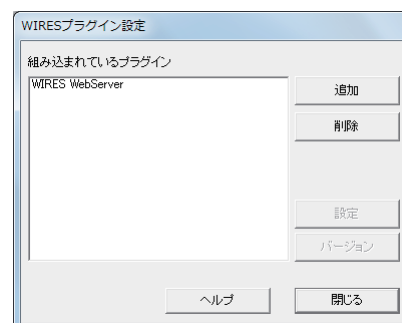 WIRESプラグイン設定
組み込まれているプラグイン
WIRES WebServer
追加
削除
設定
バージョン
ヘルプ
閉じる